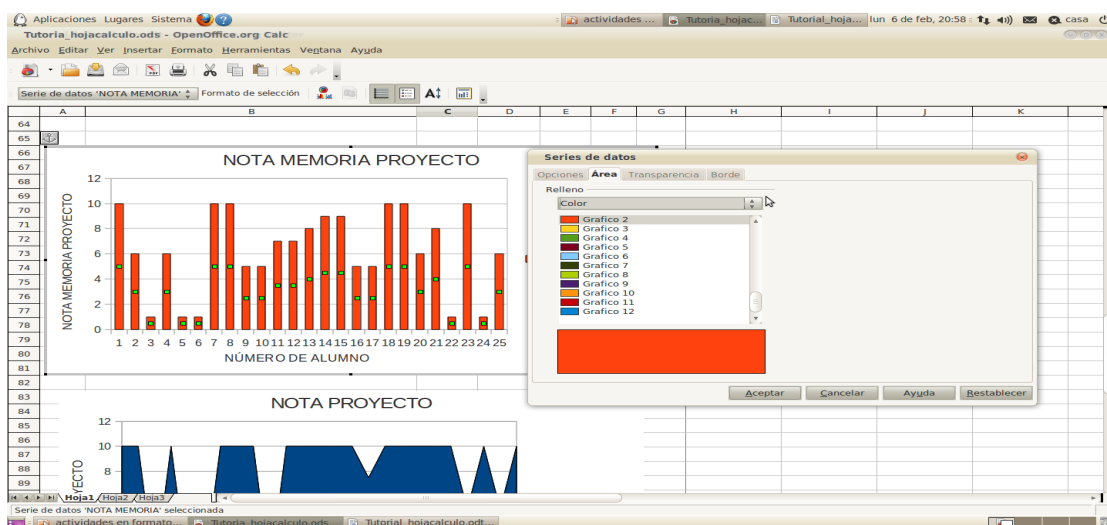 Aplicaciones Lugares Sistema actividades ... Tutoria_hojac... Tutorial_hoja... lun 6 de feb, 20:58 casa
Tutoria_hojacalculo.ods - OpenOffice.org Calc
Archivo Editar Ver Insertar Formato Herramientas Ventana Ayuda
Serie de datos 'NOTA MEMORIA' Formato de selección
A B C D E F G H I J K
64
65
66
67
68
69
70
71
72
73
74
75
76
77
78
79
80
81
82
83
84
85
86
87
88
89
NOTA MEMORIA PROYECTO
NOTA MEMORIA PROYECTO
12
10
8
6
4
2
0
1 2 3 4 5 6 7 8 9 10 11 12 13 14 15 16 17 18 19 20 21 22 23 24 25
NÚMERO DE ALUMNO
Series de datos
Opciones Área Transparencia Borde
Relleno
Color
Grafico 2
Grafico 3
Grafico 4
Grafico 5
Grafico 6
Grafico 7
Grafico 8
Grafico 9
Grafico 10
Grafico 11
Grafico 12
Aceptar Cancelar Ayuda Restablecer
NOTA PROYECTO
12
10
8
YECTO
Hoja1 Hoja2 Hoja3
Serie de datos 'NOTA MEMORIA' seleccionada
actividades en formato... Tutoria_hojacalculo.ods... Tutorial_hojacalculo.odt...